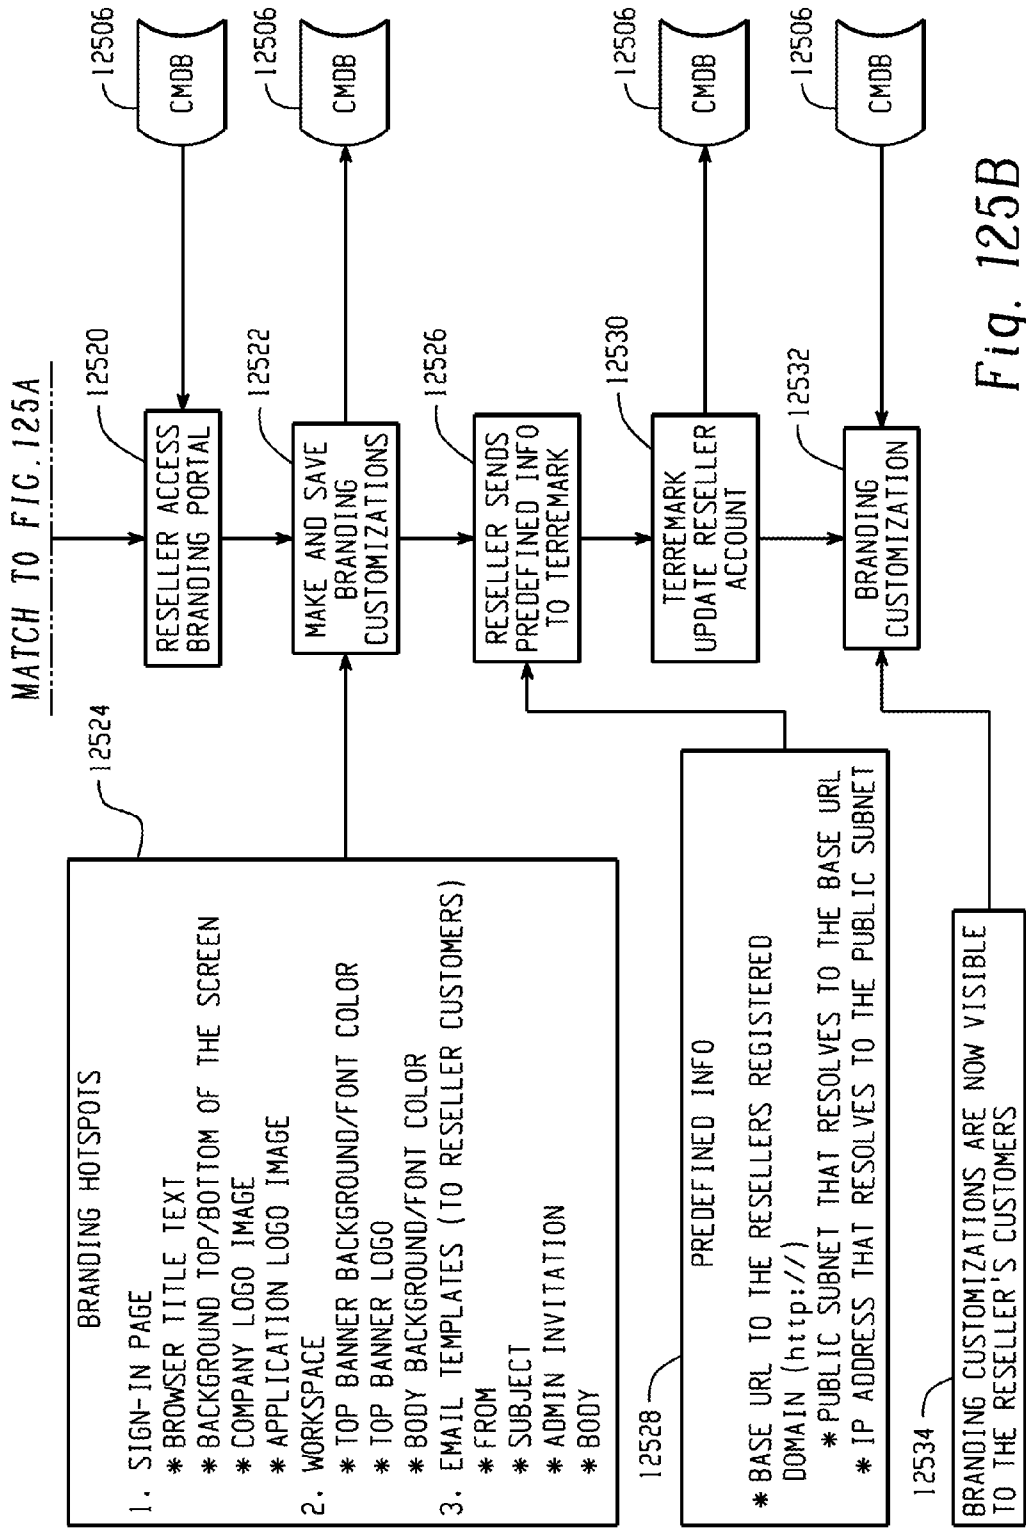 MATCH TO FIG. 125A
12520
RESELLER ACCESS
BRANDING PORTAL
12506
CMDB
12524
BRANDING HOTSPOTS
1. SIGN-IN PAGE
* BROWSER TITLE TEXT
* BACKGROUND TOP/BOTTOM OF THE SCREEN
* COMPANY LOGO IMAGE
* APPLICATION LOGO IMAGE
2. WORKSPACE
* TOP BANNER BACKGROUND/FONT COLOR
* TOP BANNER LOGO
* BODY BACKGROUND/FONT COLOR
3. EMAIL TEMPLATES (TO RESELLER CUSTOMERS)
* FROM
* SUBJECT
* ADMIN INVITATION
* BODY
12522
MAKE AND SAVE
BRANDING
CUSTOMIZATIONS
12506
CMDB
12526
RESELLER SENDS
PREDEFINED INFO
TO TERREMARK
12528
PREDEFINED INFO
* BASE URL TO THE RESELLERS REGISTERED
DOMAIN (http://)
* PUBLIC SUBNET THAT RESOLVES TO THE BASE URL
* IP ADDRESS THAT RESOLVES TO THE PUBLIC SUBNET
12530
TERREMARK
UPDATE RESELLER
ACCOUNT
12506
CMDB
12532
BRANDING
CUSTOMIZATION
12506
CMDB
12534
BRANDING CUSTOMIZATIONS ARE NOW VISIBLE
TO THE RESELLER'S CUSTOMERS
Fig. 125B